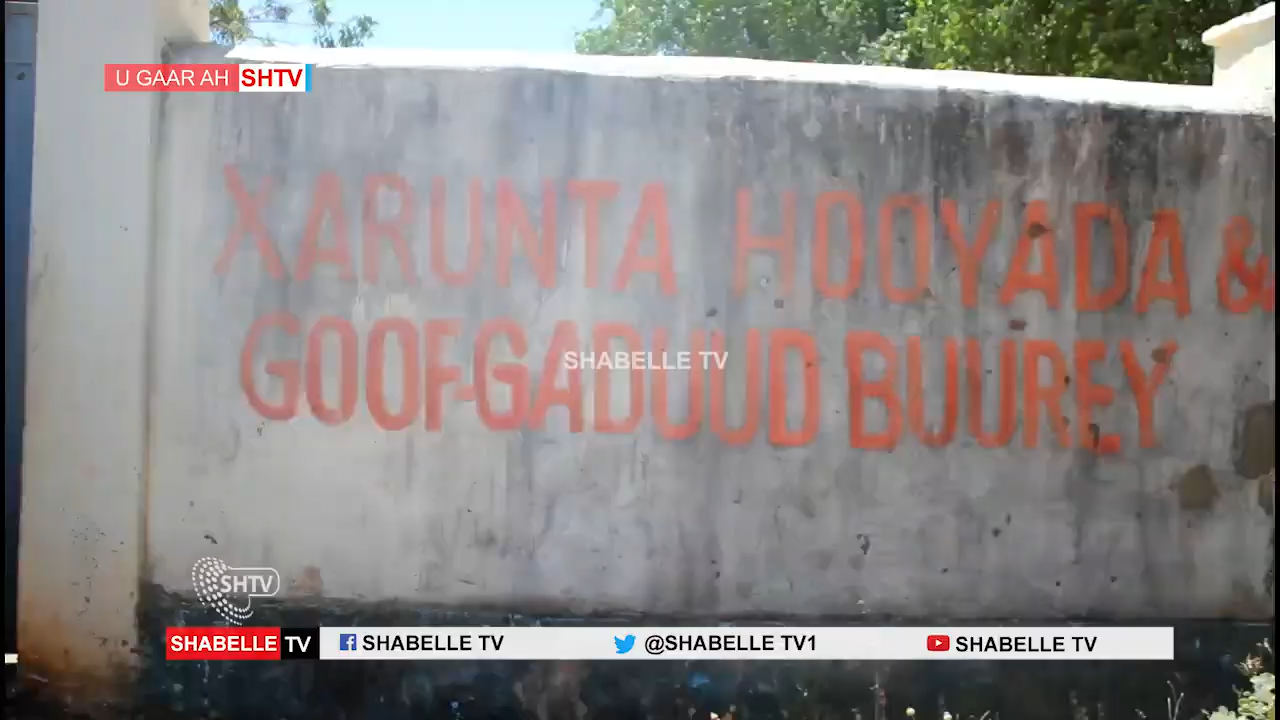 U GAAR AH SHTV
XARUNTA HOOYADA &
GOOF-GADUUD BUUREY
SHABELLE TV
SHTV
SHABELLE TV
SHABELLE TV
@SHABELLE TV1
SHABELLE TV